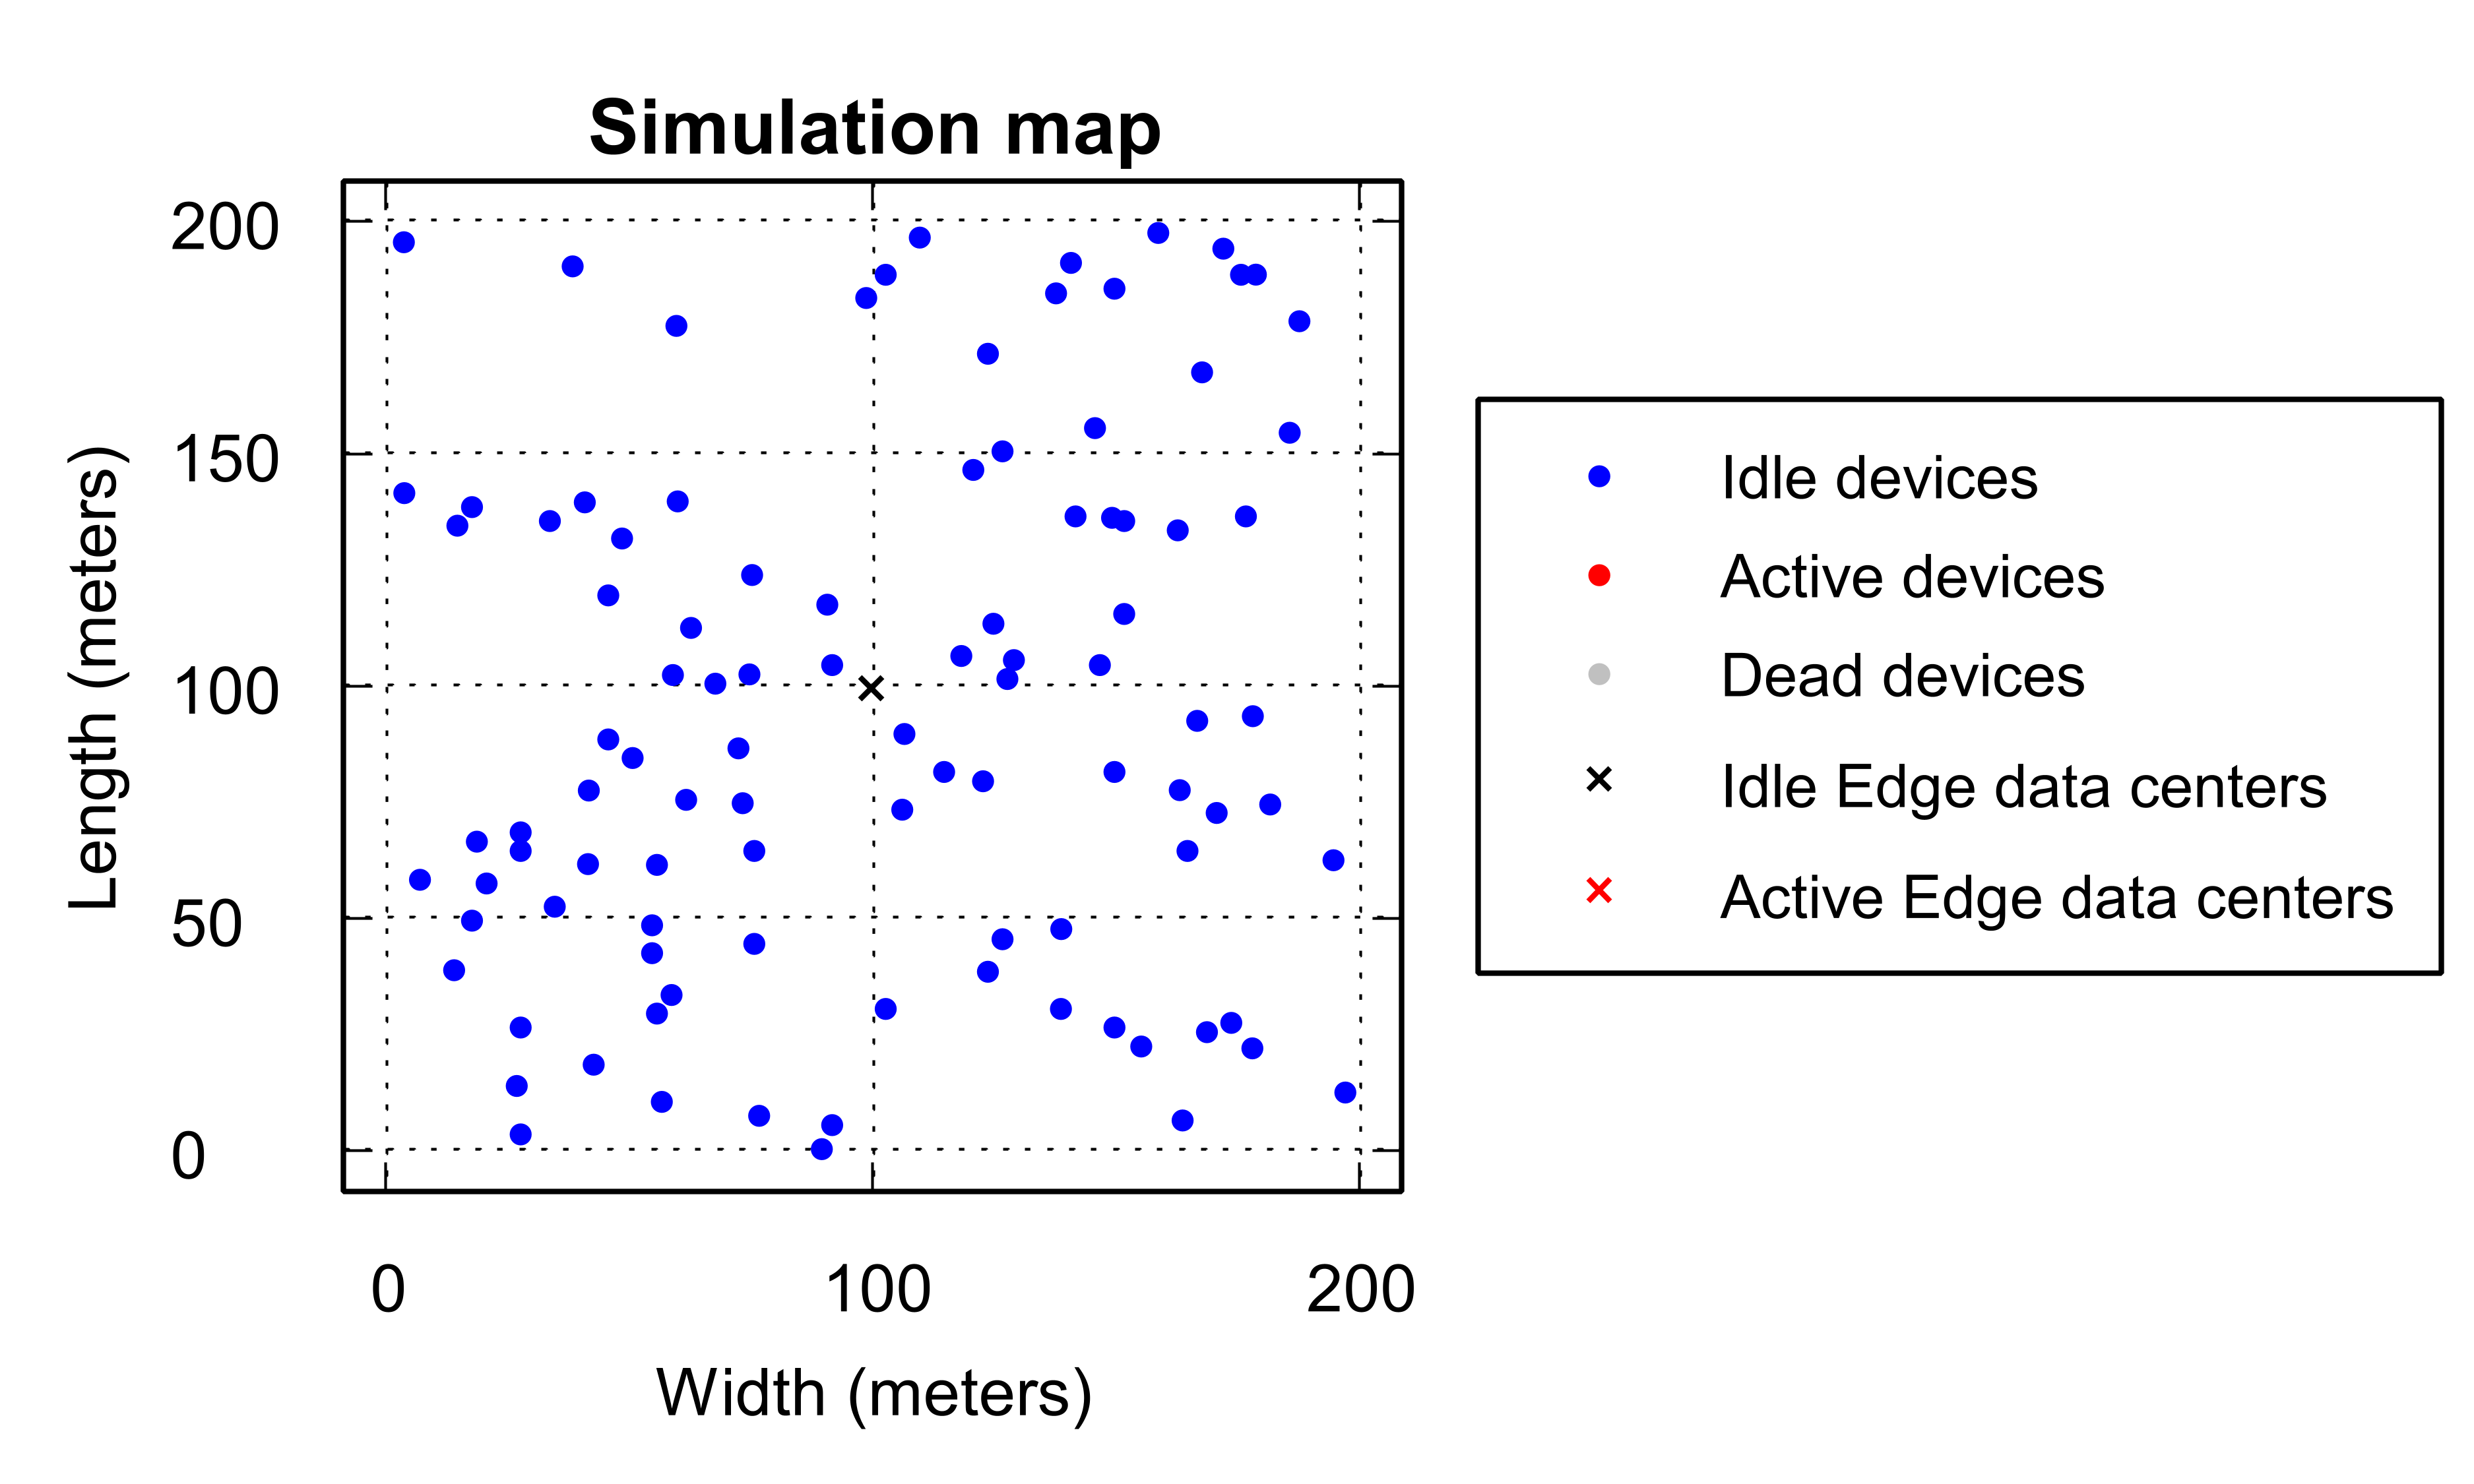 Simulation map
200
150
100
50
0
Length (meters)
0 100 200
Width (meters)
Idle devices
Active devices
Dead devices
Idle Edge data centers
Active Edge data centers